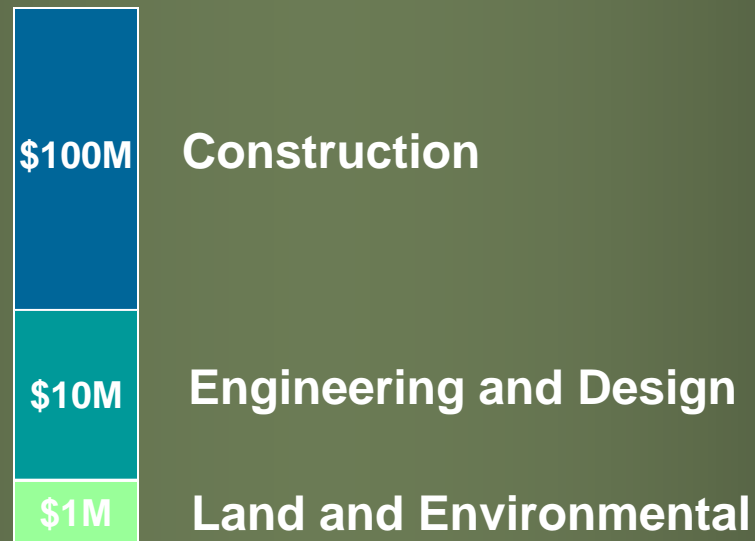 $100M Construction
$10M Engineering and Design
$1M Land and Environmental